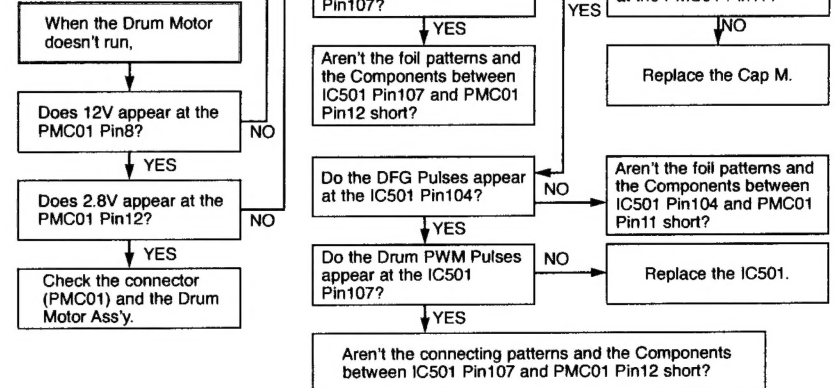 When the Drum Motor
doesn't run,
Does 12V appear at the
PMC01 Pin8?
NO
YES
Does 2.8V appear at the
PMC01 Pin12?
NO
YES
Check the connector
(PMC01) and the Drum
Motor Ass'y.
Pin107?
YES
Aren't the foil patterns and
the Components between
IC501 Pin107 and PMC01
Pin12 short?
YES
NO
Replace the Cap M.
Do the DFG Pulses appear
at the IC501 Pin104?
NO
Aren't the foil patterns and
the Components between
IC501 Pin104 and PMC01
Pin11 short?
YES
Do the Drum PWM Pulses
appear at the IC501
Pin107?
NO
Replace the IC501.
YES
Aren't the connecting patterns and the Components
between IC501 Pin107 and PMC01 Pin12 short?